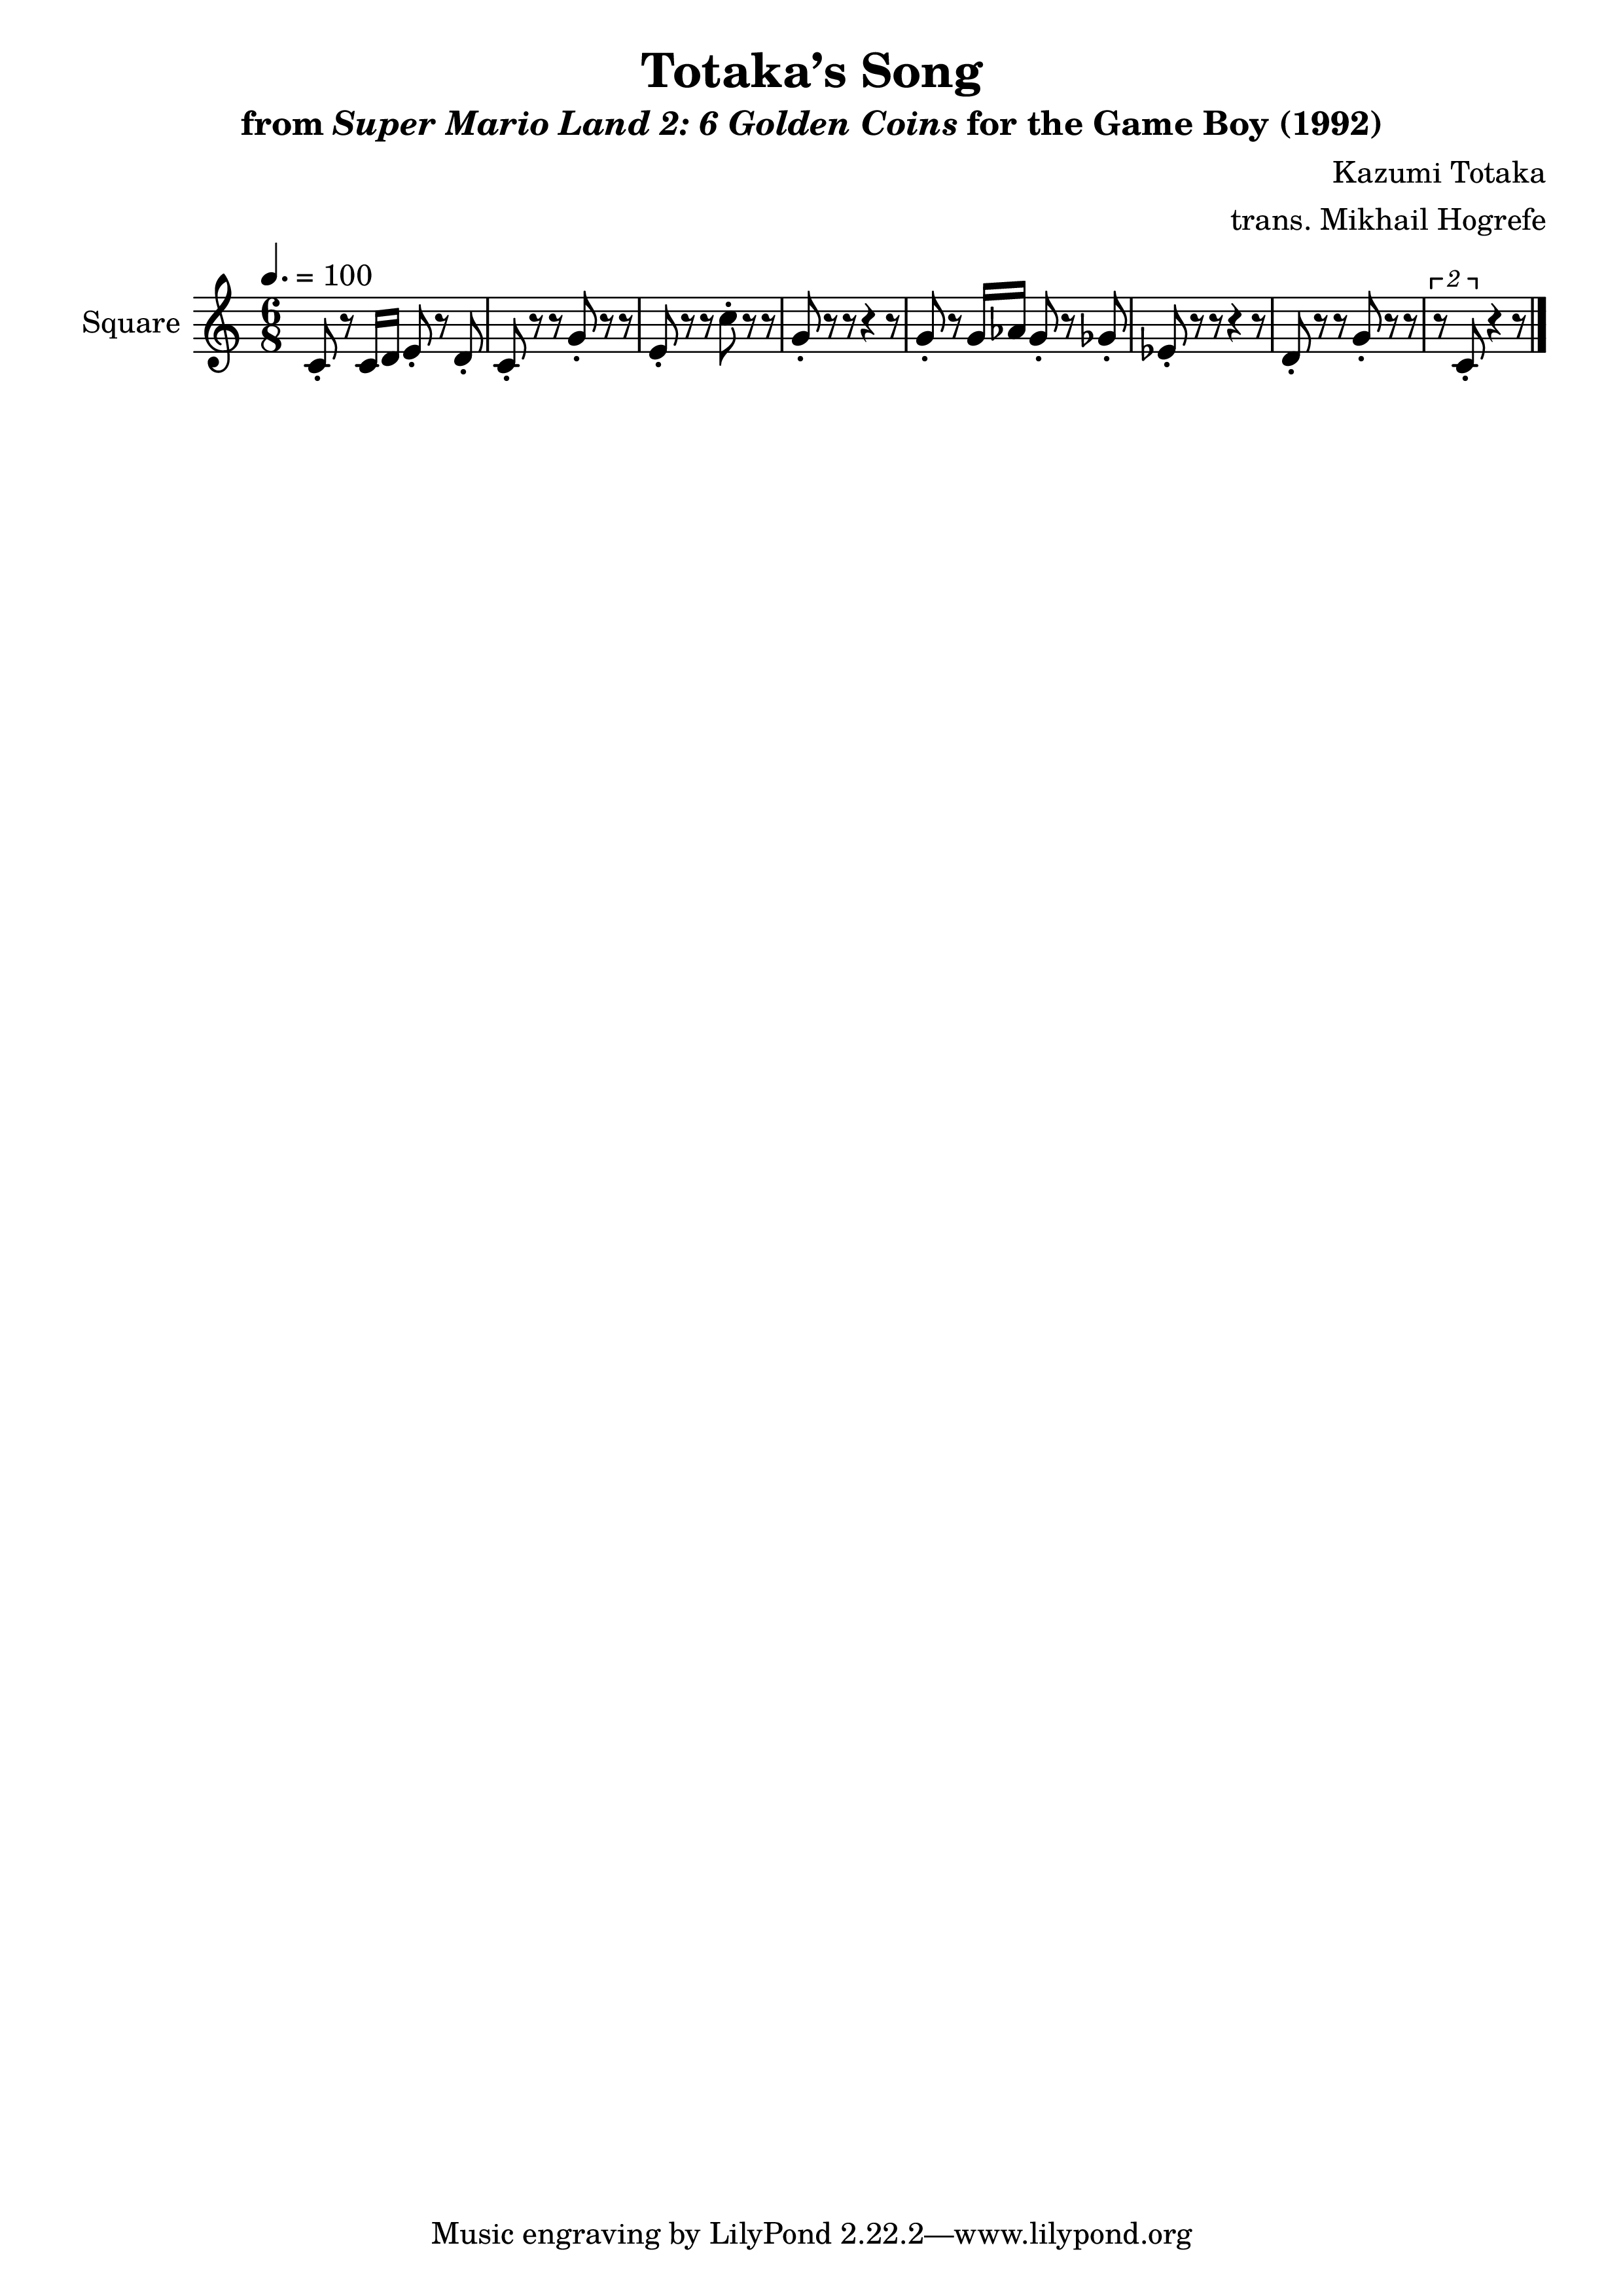 Totaka’s Song
from Super Mario Land 2: 6 Golden Coins for the Game Boy (1992)
Kazumi Totaka
trans. Mikhail Hogrefe
♩. = 100
Square
6
8
2
Music engraving by LilyPond 2.22.2—www.lilypond.org